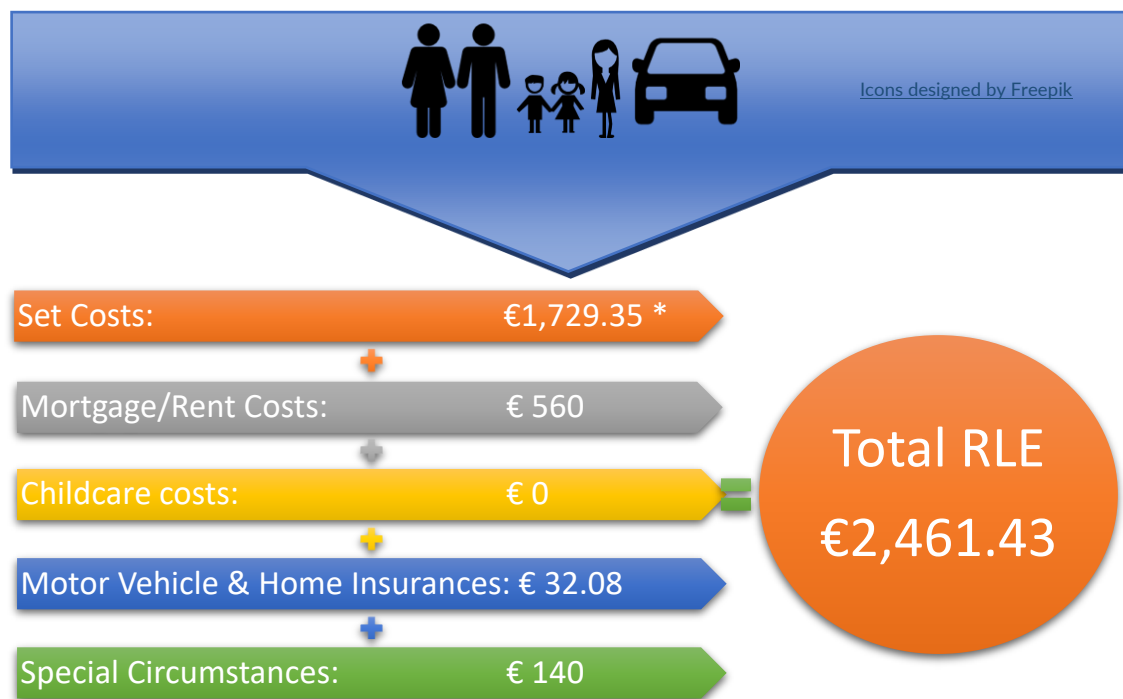 Icons designed by Freepik
Set Costs: €1,729.35 *
Mortgage/Rent Costs: € 560
Childcare costs: € 0
Motor Vehicle & Home Insurances: € 32.08
Special Circumstances: € 140
Total RLE
€2,461.43